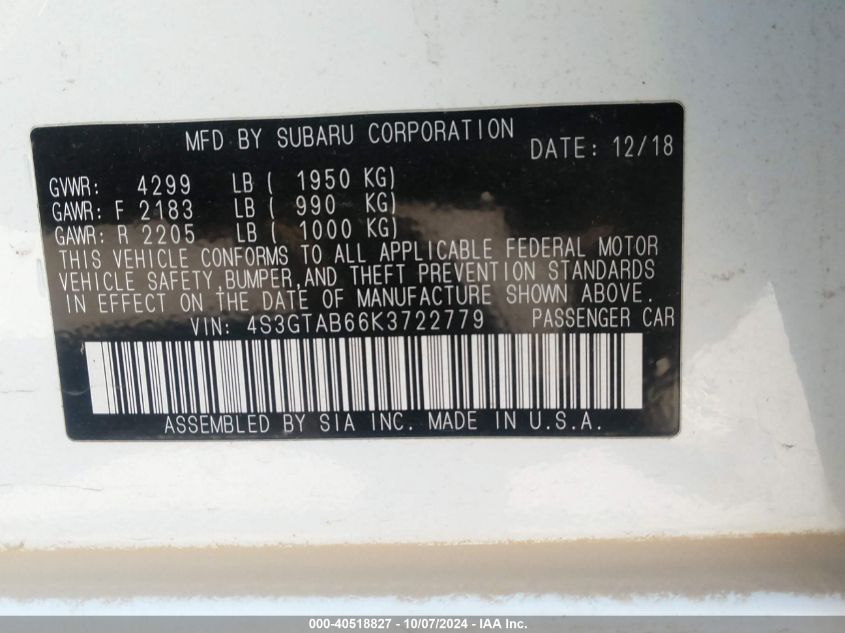 MFD BY SUBARU CORPORATION DATE: 12/18
GVWR: 4299 LB ( 1950 KG)
GAWR: F 2183 LB ( 990 KG)
GAWR: R 2205 LB ( 1000 KG)
THIS VEHICLE CONFORMS TO ALL APPLICABLE FEDERAL MOTOR
VEHICLE SAFETY,BUMPER,AND THEFT PREVENTION STANDARDS
IN EFFECT ON THE DATE OF MANUFACTURE SHOWN ABOVE.
VIN: 4S3GTAB66K3722779 PASSENGER CAR
ASSEMBLED BY SIA INC. MADE IN U.S.A.
000-40518827 - 10/07/2024 - IAA Inc.